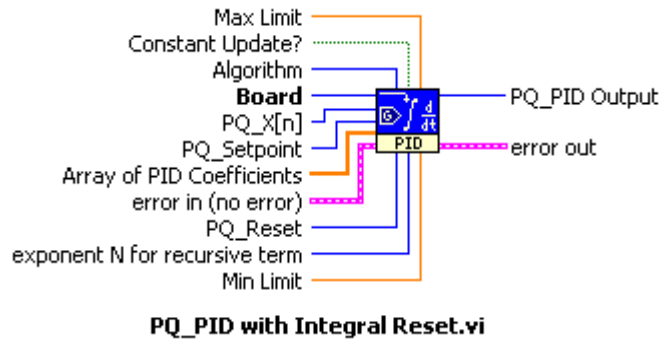 Max Limit
Constant Update?
Algorithm
Board
PQ_X[n]
PQ_Setpoint
Array of PID Coefficients
error in (no error)
PQ_Reset
exponent N for recursive term
Min Limit
G ∫ d/dt
PID
PQ_PID Output
error out
PQ_PID with Integral Reset.vi